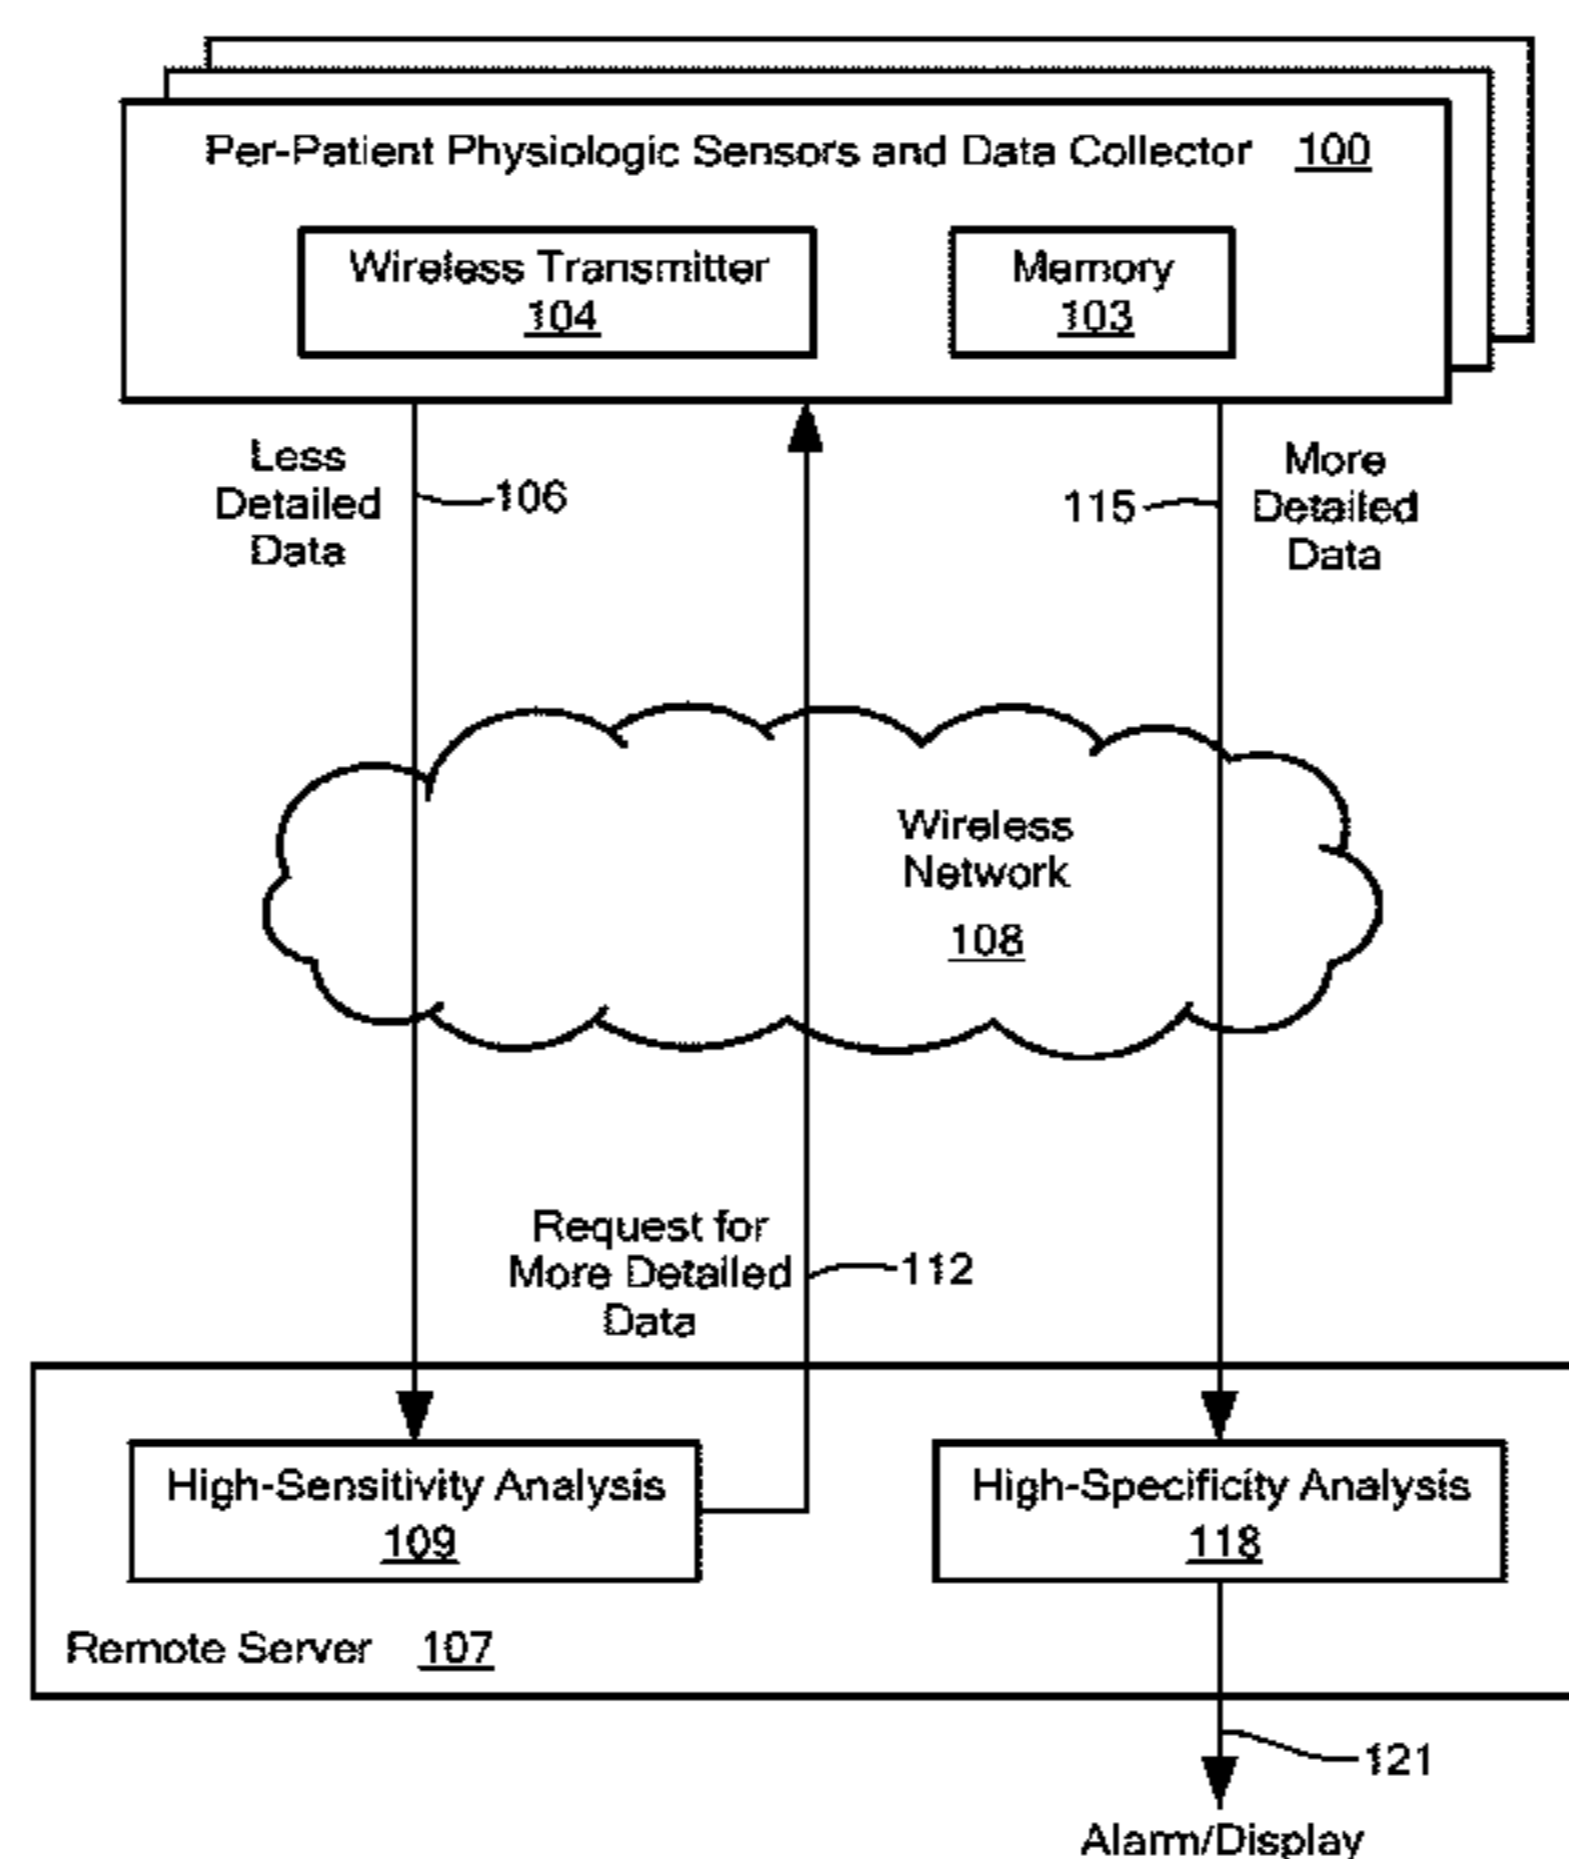 Per-Patient Physiologic Sensors and Data Collector 100
Wireless Transmitter
104
Memory
103
Less
Detailed
Data
106
115
More
Detailed
Data
Wireless
Network
108
Request for
More Detailed
Data
112
High-Sensitivity Analysis
109
High-Specificity Analysis
118
Remote Server 107
121
Alarm/Display